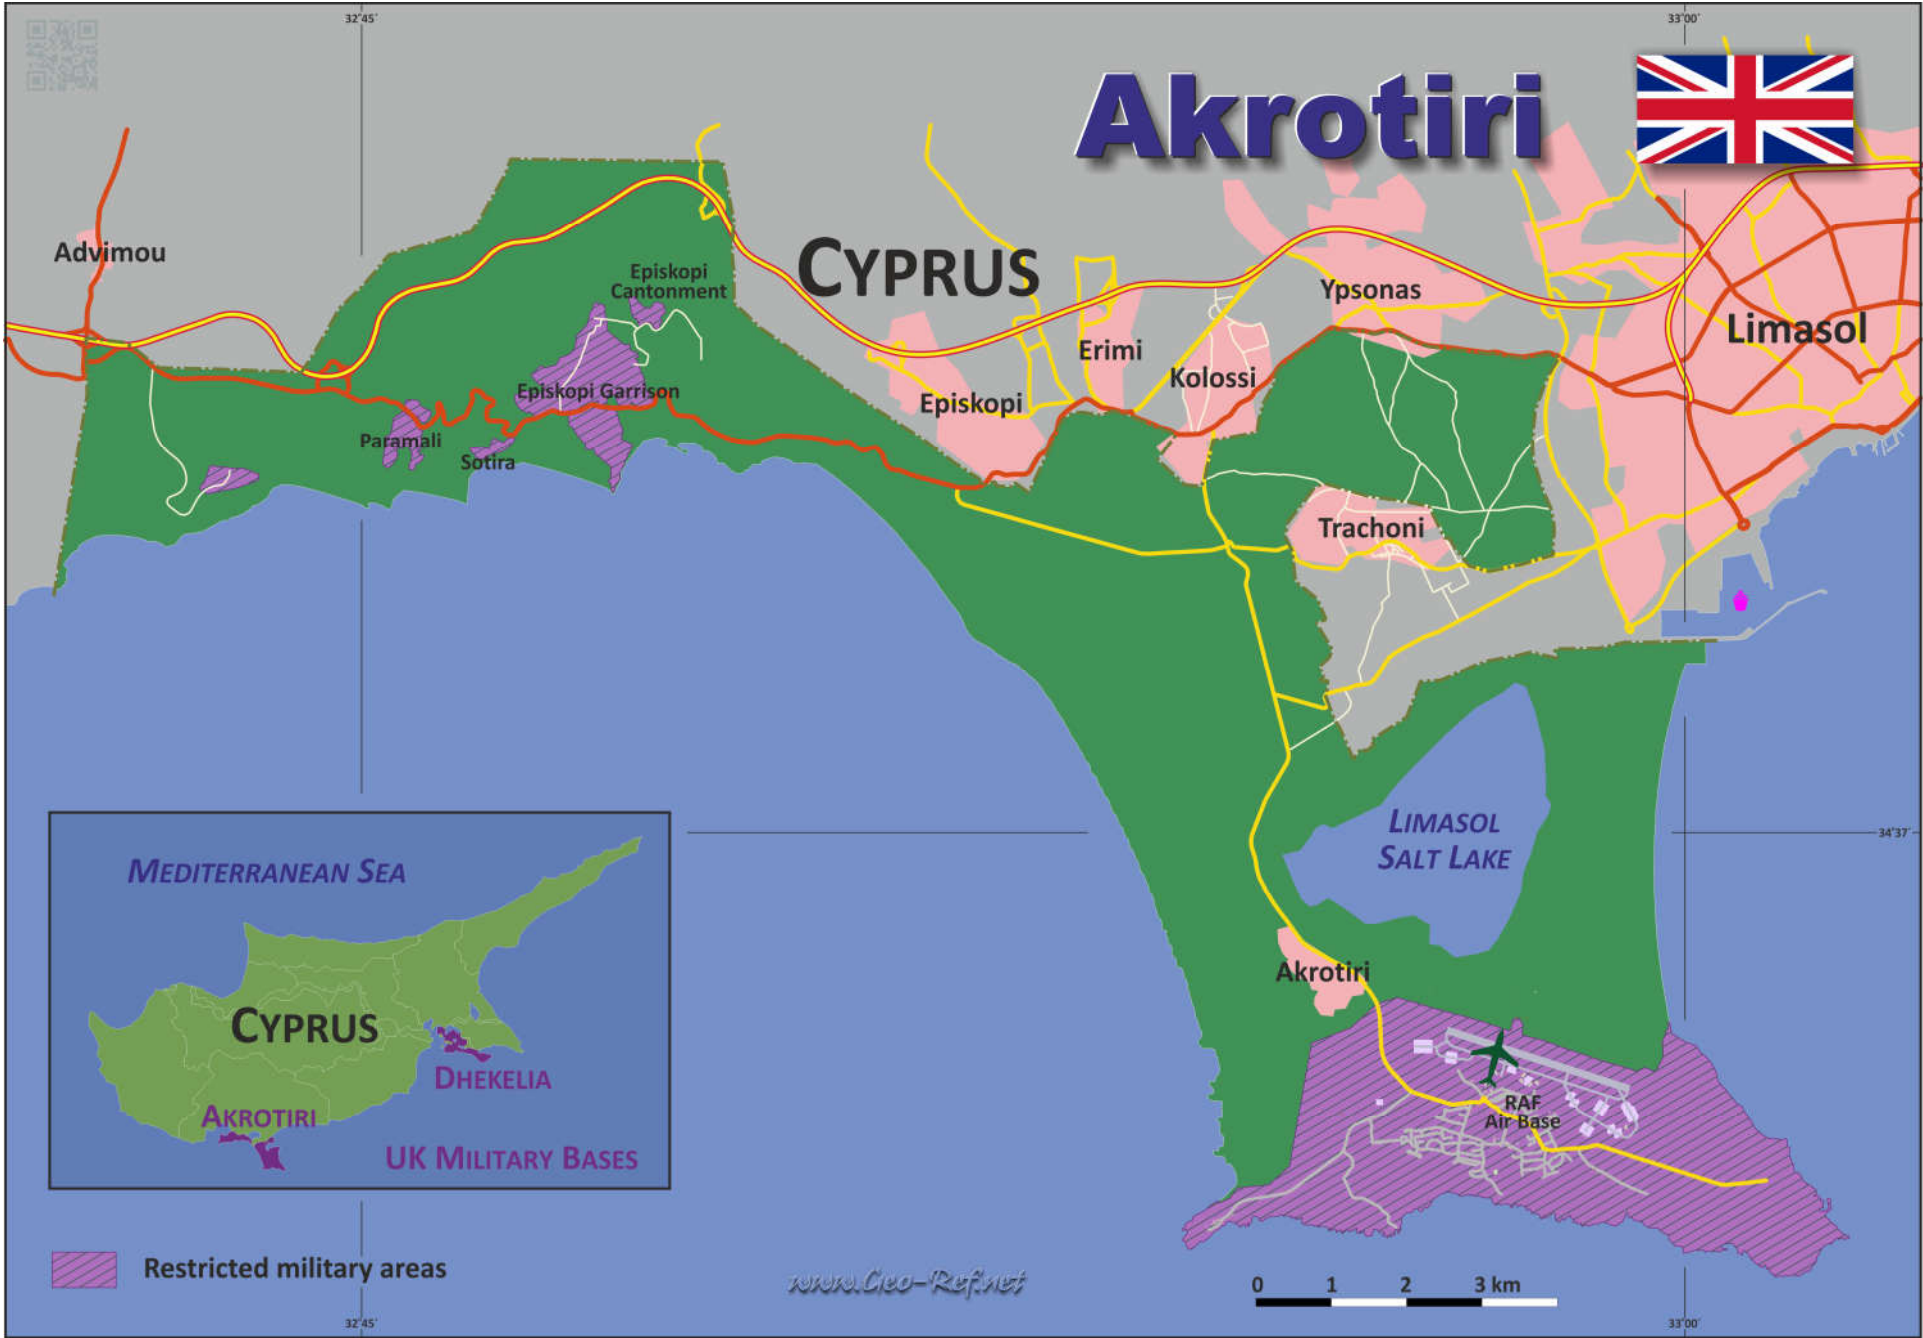 32°45'
33°00'
Akrotiri
Advimou
CYPRUS
Episkopi
Cantonment
Ypsonas
Limasol
Erimi
Kolossi
Episkopi Garrison
Episkopi
Paramali
Sotira
Trachoni
LIMASOL
SALT LAKE
34°37'
MEDITERRANEAN SEA
CYPRUS
DHEKELIA
AKROTIRI
UK MILITARY BASES
Akrotiri
RAF
Air Base
Restricted military areas
www.Geo-Ref.net
0 1 2 3 km
32°45'
33°00'